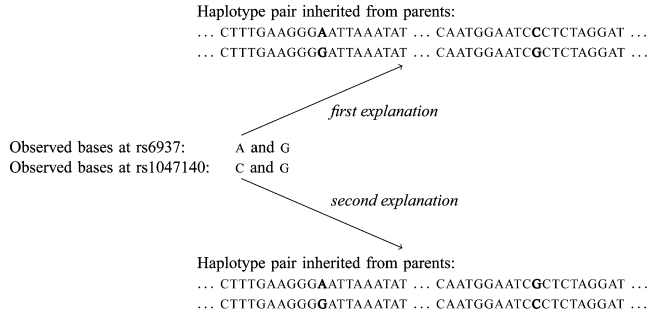 Haplotype pair inherited from parents:
... CTTTGAAGGGAATTAAATAT ... CAATGGAATCCCTCTAGGAT ...
... CTTTGAAGGGGATTAAATAT ... CAATGGAATCGCTCTAGGAT ...
first explanation
Observed bases at rs6937: A and G
Observed bases at rs1047140: C and G
second explanation
Haplotype pair inherited from parents:
... CTTTGAAGGGAATTAAATAT ... CAATGGAATCGCTCTAGGAT ...
... CTTTGAAGGGGATTAAATAT ... CAATGGAATCCCTCTAGGAT ...